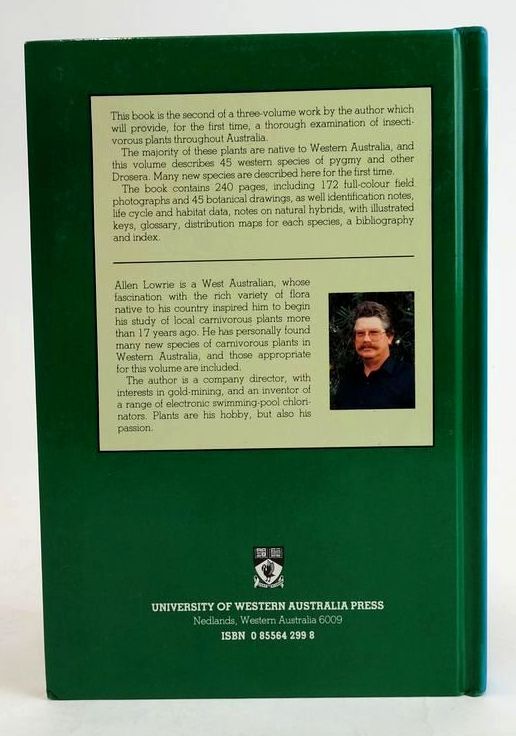 This book is the second of a three-volume work by the author which
will provide, for the first time, a thorough examination of insecti-
vorous plants throughout Australia.
The majority of these plants are native to Western Australia, and
this volume describes 45 western species of pygmy and other
Drosera. Many new species are described here for the first time.
The book contains 240 pages, including 172 full-colour field
photographs and 45 botanical drawings, as well identification notes,
life cycle and habitat data, notes on natural hybrids, with illustrated
keys, glossary, distribution maps for each species, a bibliography
and index.
Allen Lowrie is a West Australian, whose
fascination with the rich variety of flora
native to his country inspired him to begin
his study of local carnivorous plants more
than 17 years ago. He has personally found
many new species of carnivorous plants in
Western Australia, and those appropriate
for this volume are included.
The author is a company director, with
interests in gold-mining, and an inventor of
a range of electronic swimming-pool chlori-
nators. Plants are his hobby, but also his
passion.
UNIVERSITY OF WESTERN AUSTRALIA PRESS
Nedlands, Western Australia 6009
ISBN 0 85564 299 8